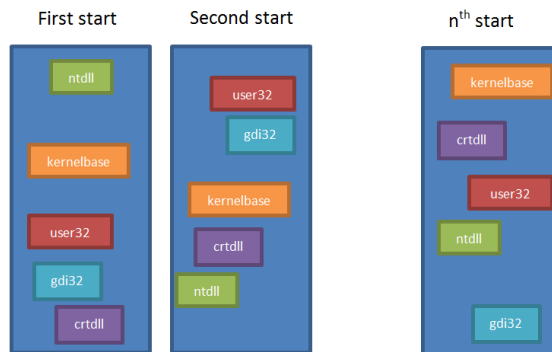 First start
ntdll
kernelbase
user32
gdi32
crtdll
Second start
user32
gdi32
kernelbase
crtdll
ntdll
nth start
kernelbase
crtdll
user32
ntdll
gdi32